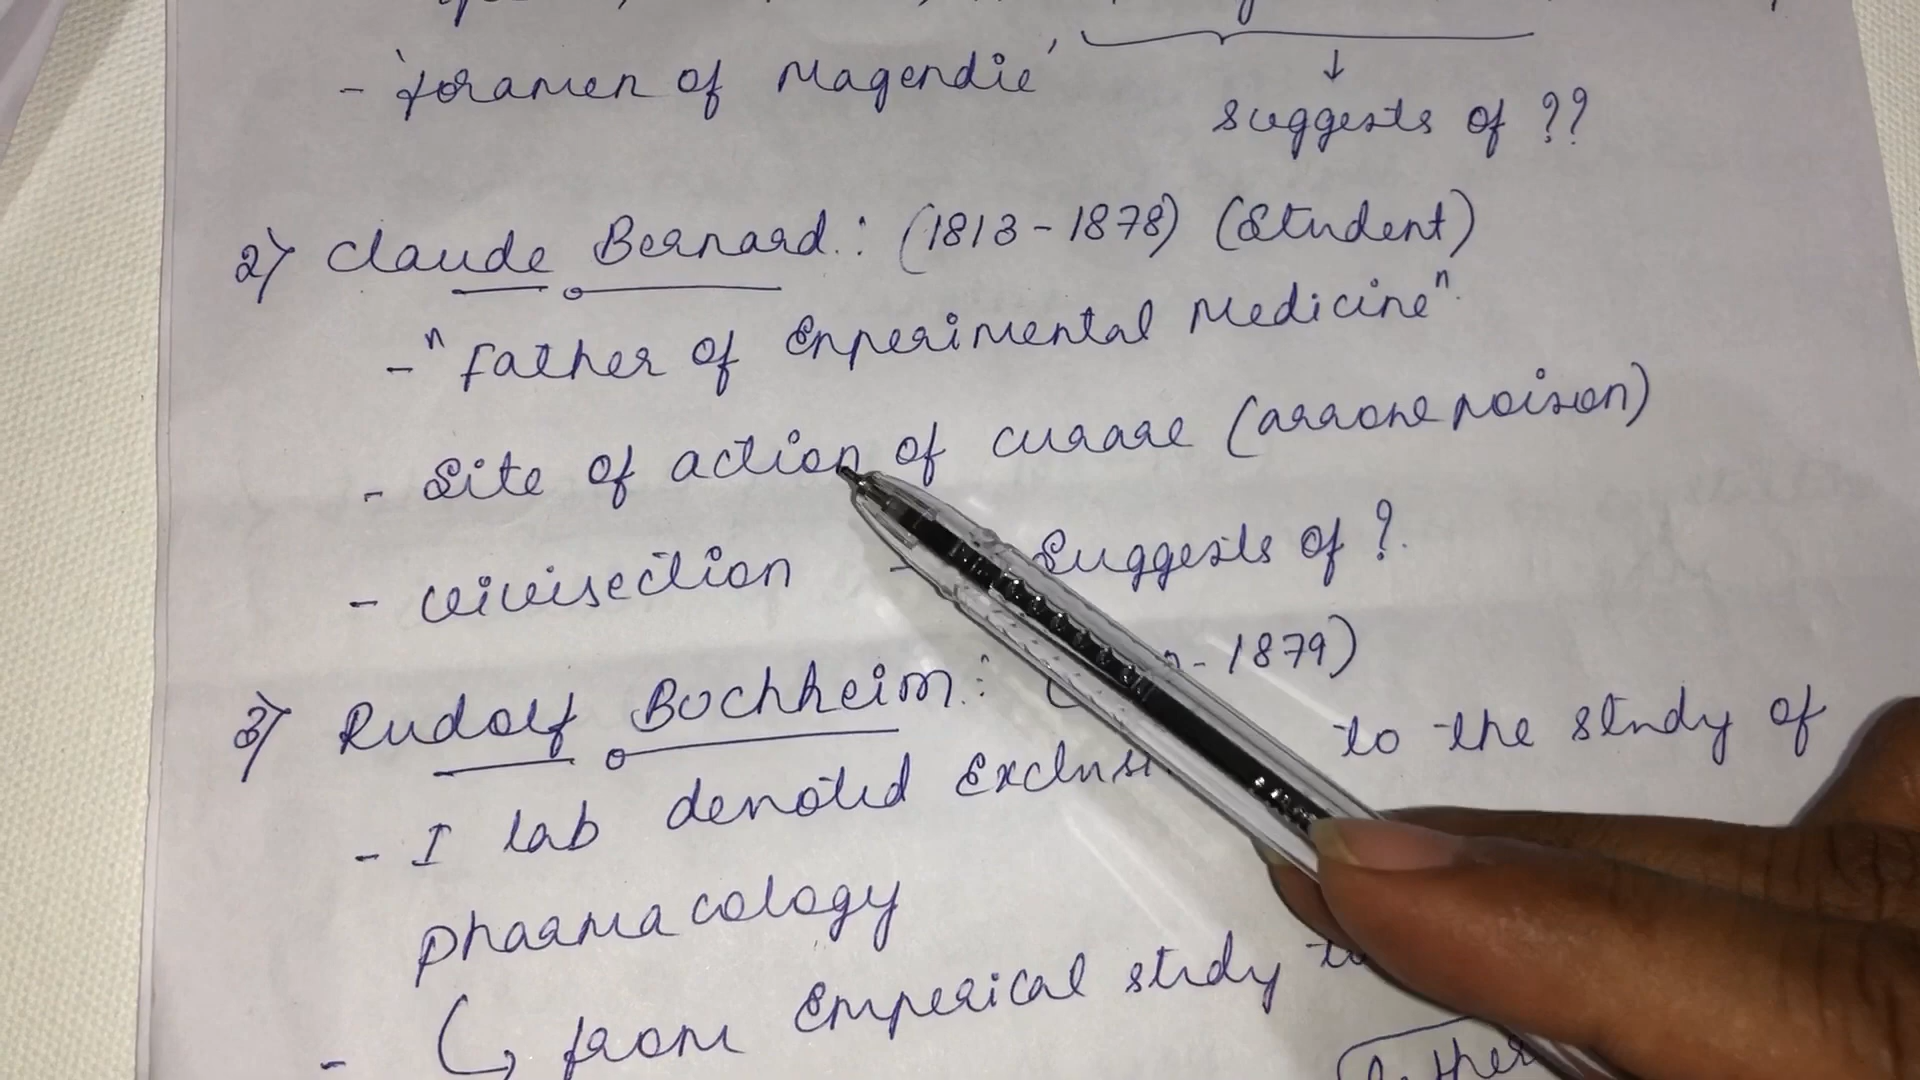 - 'foramen of Magendie'
↓
suggests of ??
2) Claude Bernard : (1813 - 1878) (Student)
- "Father of Experimental Medicine".
- Site of action of curare (arrow poison)
- vivisection - Suggests of ?
3) Rudolf Buchheim : - 1879)
- I lab devoted to the study of
pharmacology
- ↳ from Emperical study